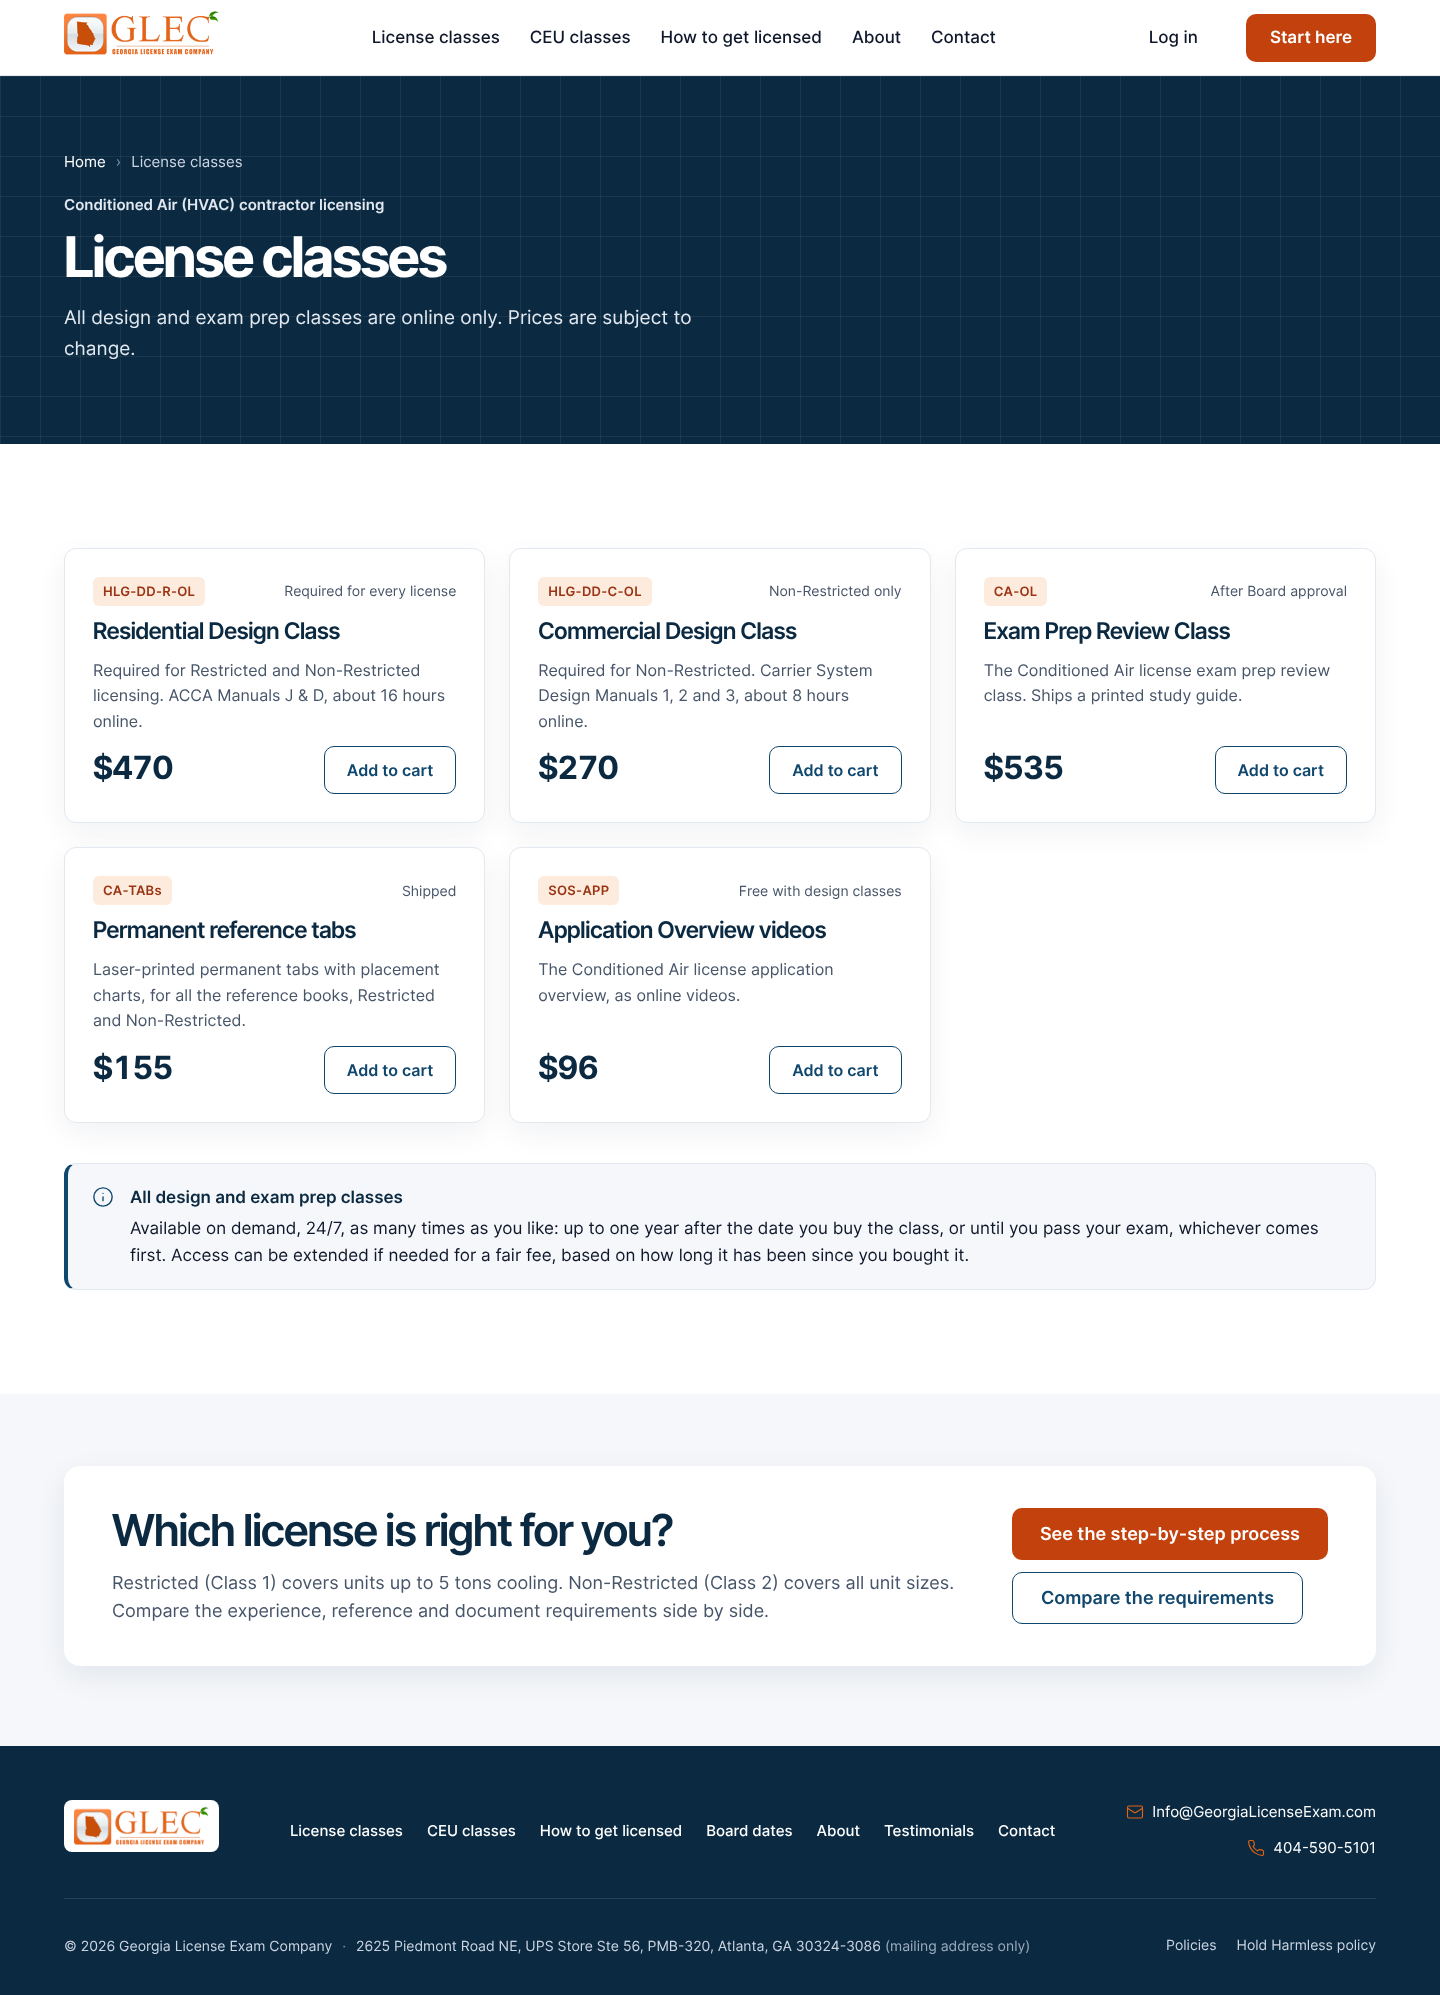 GLEC
GEORGIA LICENSE EXAM COMPANY
License classes
CEU classes
How to get licensed
About
Contact
Log in
Start here
Home › License classes
Conditioned Air (HVAC) contractor licensing
License classes
All design and exam prep classes are online only. Prices are subject to
change.
HLG-DD-R-OL
Required for every license
Residential Design Class
Required for Restricted and Non-Restricted
licensing. ACCA Manuals J & D, about 16 hours
online.
$470
Add to cart
HLG-DD-C-OL
Non-Restricted only
Commercial Design Class
Required for Non-Restricted. Carrier System
Design Manuals 1, 2 and 3, about 8 hours
online.
$270
Add to cart
CA-OL
After Board approval
Exam Prep Review Class
The Conditioned Air license exam prep review
class. Ships a printed study guide.
$535
Add to cart
CA-TABs
Shipped
Permanent reference tabs
Laser-printed permanent tabs with placement
charts, for all the reference books, Restricted
and Non-Restricted.
$155
Add to cart
SOS-APP
Free with design classes
Application Overview videos
The Conditioned Air license application
overview, as online videos.
$96
Add to cart
All design and exam prep classes
Available on demand, 24/7, as many times as you like: up to one year after the date you buy the class, or until you pass your exam, whichever comes
first. Access can be extended if needed for a fair fee, based on how long it has been since you bought it.
Which license is right for you?
Restricted (Class 1) covers units up to 5 tons cooling. Non-Restricted (Class 2) covers all unit sizes.
Compare the experience, reference and document requirements side by side.
See the step-by-step process
Compare the requirements
GLEC
GEORGIA LICENSE EXAM COMPANY
License classes
CEU classes
How to get licensed
Board dates
About
Testimonials
Contact
Info@GeorgiaLicenseExam.com
404-590-5101
© 2026 Georgia License Exam Company · 2625 Piedmont Road NE, UPS Store Ste 56, PMB-320, Atlanta, GA 30324-3086 (mailing address only)
Policies
Hold Harmless policy